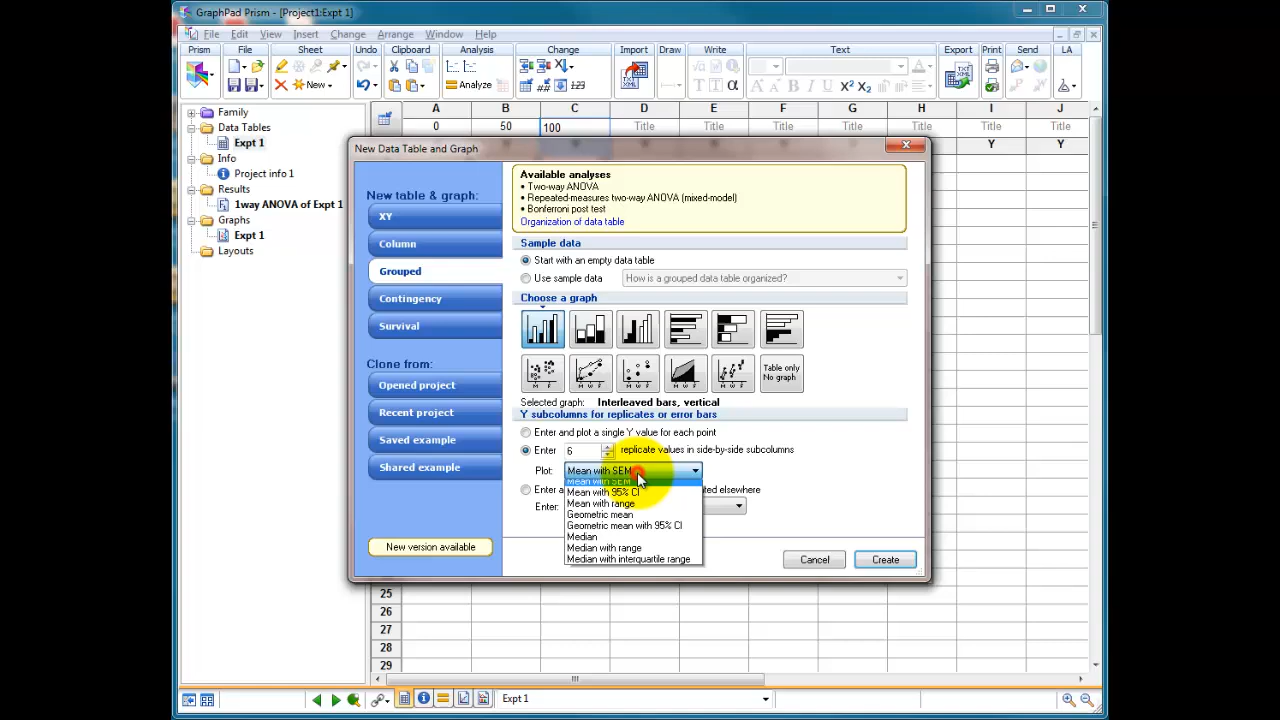 GraphPad Prism - [Project1:Expt 1]
File Edit View Insert Change Arrange Window Help
Prism File Sheet Undo Clipboard Analysis Change Import Draw Write Text Export Print Send LA
New
Analyze
A B C D E F G H I J
0 50 100 Title Title Title Title Title Title Title
Y Y
Family
Data Tables
Expt 1
Info
Project info 1
Results
1way ANOVA of Expt 1
Graphs
Expt 1
Layouts
New Data Table and Graph
New table & graph:
XY
Column
Grouped
Contingency
Survival
Clone from:
Opened project
Recent project
Saved example
Shared example
New version available
Available analyses
• Two-way ANOVA
• Repeated-measures two-way ANOVA (mixed-model)
• Bonferroni post test
Organization of data table
Sample data
Start with an empty data table
Use sample data How is a grouped data table organized?
Choose a graph
Table only
No graph
Selected graph: Interleaved bars, vertical
Y subcolumns for replicates or error bars
Enter and plot a single Y value for each point
Enter 6 replicate values in side-by-side subcolumns
Plot: Mean with SEM
Mean with SEM
Enter a
elsewhere
Mean with 95% CI
Mean with range
Enter:
Geometric mean
Geometric mean with 95% CI
Median
Median with range
Median with interquartile range
Cancel Create
25
26
27
28
29
Expt 1